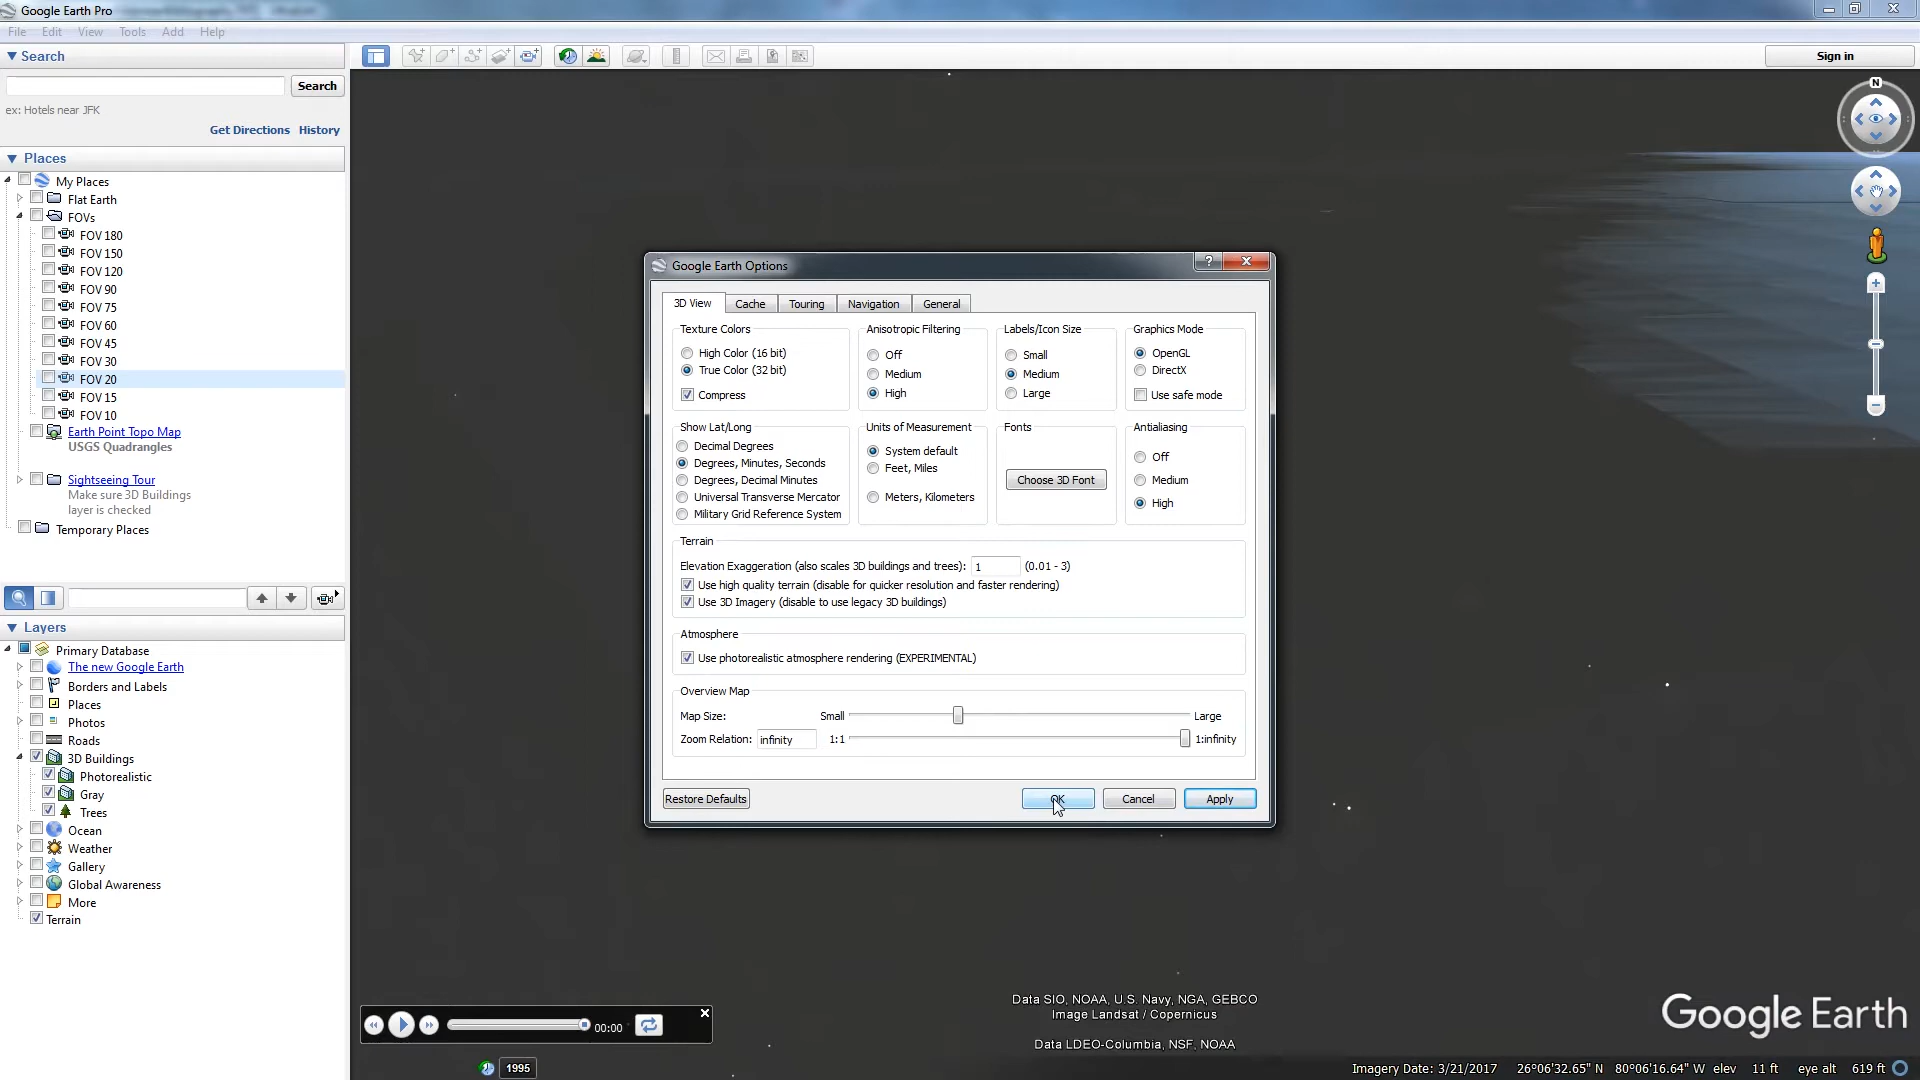 Google Earth Pro
File Edit View Tools Add Help
Search
Sign in
Search
ex: Hotels near JFK
Get Directions History
Places
My Places
Flat Earth
FOVs
FOV 180
FOV 150
FOV 120
FOV 90
FOV 75
FOV 60
FOV 45
FOV 30
FOV 20
FOV 15
FOV 10
Earth Point Topo Map
USGS Quadrangles
Sightseeing Tour
Make sure 3D Buildings
layer is checked
Temporary Places
Layers
Primary Database
The new Google Earth
Borders and Labels
Places
Photos
Roads
3D Buildings
Photorealistic
Gray
Trees
Ocean
Weather
Gallery
Global Awareness
More
Terrain
N
Google Earth Options
3D View Cache Touring Navigation General
Texture Colors
High Color (16 bit)
True Color (32 bit)
Compress
Anisotropic Filtering
Off
Medium
High
Labels/Icon Size
Small
Medium
Large
Graphics Mode
OpenGL
DirectX
Use safe mode
Show Lat/Long
Decimal Degrees
Degrees, Minutes, Seconds
Degrees, Decimal Minutes
Universal Transverse Mercator
Military Grid Reference System
Units of Measurement
System default
Feet, Miles
Meters, Kilometers
Fonts
Choose 3D Font
Antialiasing
Off
Medium
High
Terrain
Elevation Exaggeration (also scales 3D buildings and trees): 1 (0.01 - 3)
Use high quality terrain (disable for quicker resolution and faster rendering)
Use 3D Imagery (disable to use legacy 3D buildings)
Atmosphere
Use photorealistic atmosphere rendering (EXPERIMENTAL)
Overview Map
Map Size: Small Large
Zoom Relation: infinity 1:1 1:infinity
Restore Defaults OK Cancel Apply
00:00
1995
Data SIO, NOAA, U.S. Navy, NGA, GEBCO
Image Landsat / Copernicus
Data LDEO-Columbia, NSF, NOAA
Google Earth
Imagery Date: 3/21/2017 26°06'32.65" N 80°06'16.64" W elev 11 ft eye alt 619 ft